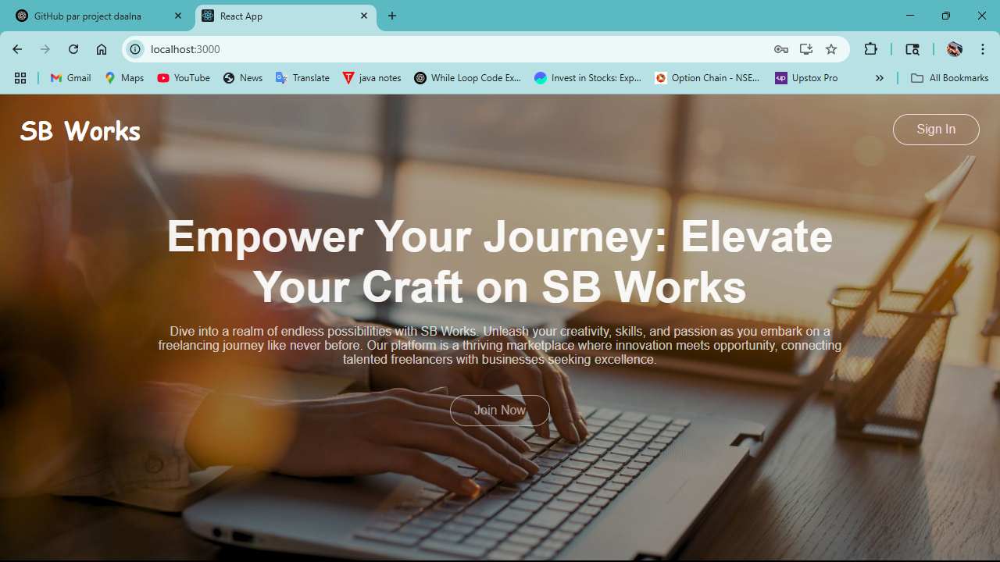 GitHub par project daalna
React App
localhost:3000
Gmail
Maps
YouTube
News
Translate
java notes
While Loop Code Ex...
Invest in Stocks: Exp...
Option Chain - NSE...
up
Upstox Pro
All Bookmarks
SB Works
Sign In
Empower Your Journey: Elevate
Your Craft on SB Works
Dive into a realm of endless possibilities with SB Works. Unleash your creativity, skills, and passion as you embark on a
freelancing journey like never before. Our platform is a thriving marketplace where innovation meets opportunity, connecting
talented freelancers with businesses seeking excellence.
Join Now